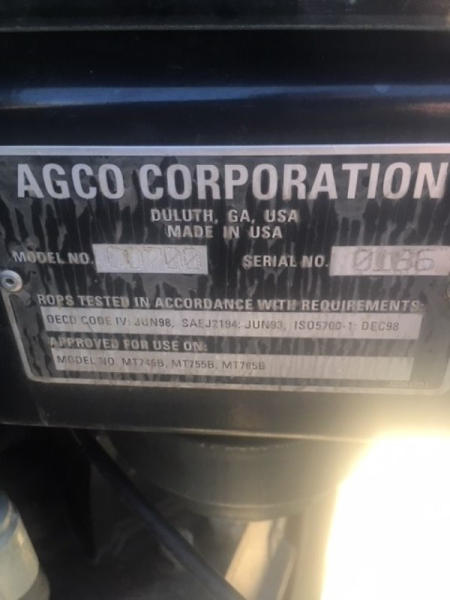 AGCO CORPORATION
DULUTH, GA, USA
MADE IN USA
MODEL NO. SERIAL NO. 0186
ROPS TESTED IN ACCORDANCE WITH REQUIREMENTS:
OECD CODE IV: JUN98, SAEJ2194: JUN93, ISO5700-1: DEC98
APPROVED FOR USE ON:
MODEL NO. MT745B, MT755B, MT765B